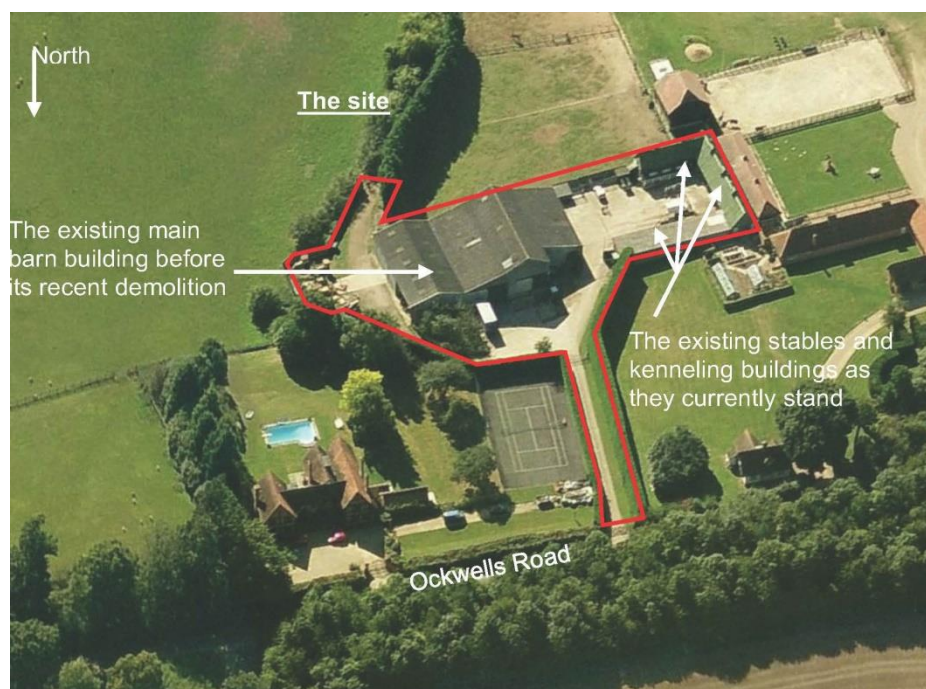 North
The site
The existing main
barn building before
its recent demolition
The existing stables and
kenneling buildings as
they currently stand
Ockwells Road